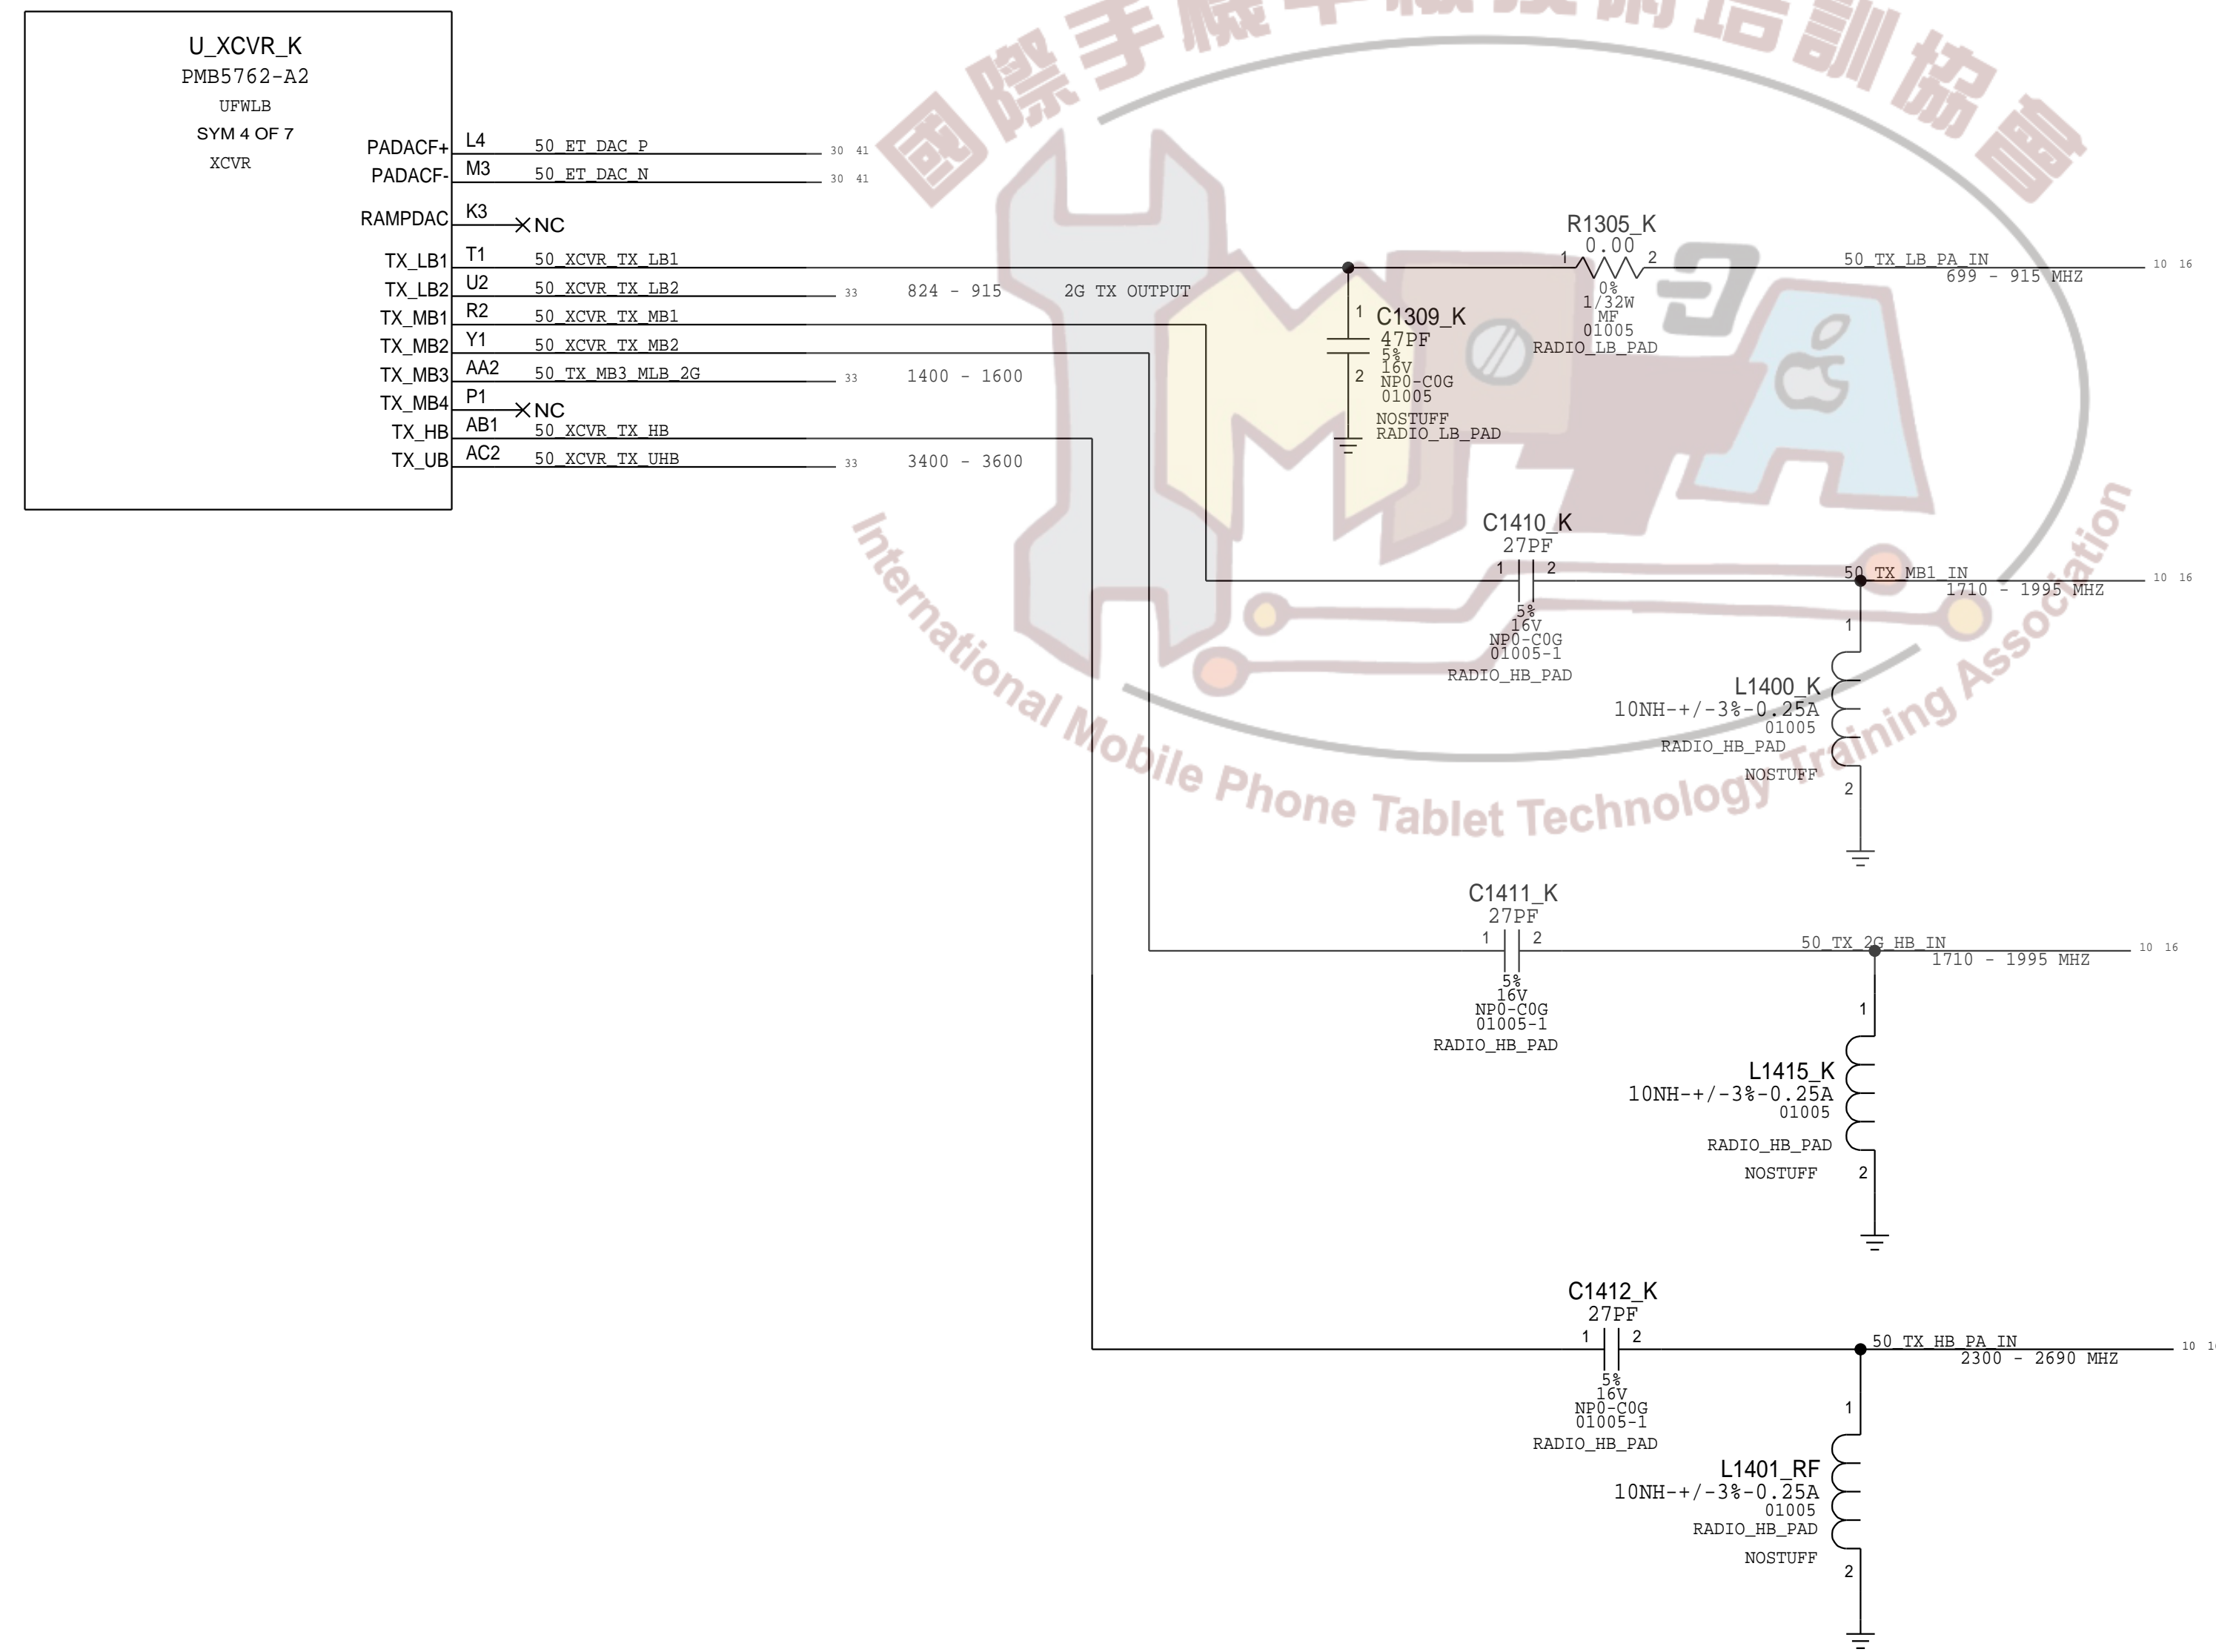 國際手機平板技術培訓協會
International Mobile Phone Tablet Technology Training Association
U_XCVR_K
PMB5762-A2
UFWLB
SYM 4 OF 7
XCVR
PADACF+ L4 50_ET_DAC_P 30 41
PADACF- M3 50_ET_DAC_N 30 41
RAMPDAC K3 NC
TX_LB1 T1 50_XCVR_TX_LB1
TX_LB2 U2 50_XCVR_TX_LB2 33 824 - 915 2G TX OUTPUT
TX_MB1 R2 50_XCVR_TX_MB1
TX_MB2 Y1 50_XCVR_TX_MB2
TX_MB3 AA2 50_TX_MB3_MLB_2G 33 1400 - 1600
TX_MB4 P1 NC
TX_HB AB1 50_XCVR_TX_HB
TX_UB AC2 50_XCVR_TX_UHB 33 3400 - 3600
R1305_K
0.00
1 2
0%
1/32W
MF
01005
RADIO_LB_PAD
50_TX_LB_PA_IN 10 16
699 - 915 MHZ
1
C1309_K
47PF
5%
16V
2
NP0-C0G
01005
NOSTUFF
RADIO_LB_PAD
C1410_K
27PF
1 2
5%
16V
NP0-C0G
01005-1
RADIO_HB_PAD
50_TX_MB1_IN 10 16
1710 - 1995 MHZ
1
L1400_K
10NH-+/-3%-0.25A
01005
RADIO_HB_PAD
NOSTUFF
2
C1411_K
27PF
1 2
5%
16V
NP0-C0G
01005-1
RADIO_HB_PAD
50_TX_2G_HB_IN 10 16
1710 - 1995 MHZ
1
L1415_K
10NH-+/-3%-0.25A
01005
RADIO_HB_PAD
NOSTUFF
2
C1412_K
27PF
1 2
5%
16V
NP0-C0G
01005-1
RADIO_HB_PAD
50_TX_HB_PA_IN 10
2300 - 2690 MHZ
1
L1401_RF
10NH-+/-3%-0.25A
01005
RADIO_HB_PAD
NOSTUFF
2